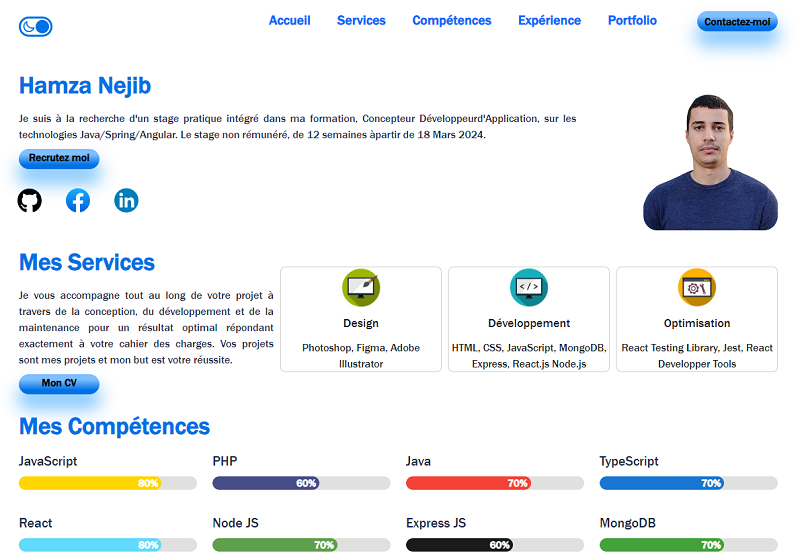 Accueil Services Compétences Expérience Portfolio Contactez-moi
Hamza Nejib
Je suis à la recherche d'un stage pratique intégré dans ma formation, Concepteur Développeurd'Application, sur les
technologies Java/Spring/Angular. Le stage non rémunéré, de 12 semaines àpartir de 18 Mars 2024.
Recrutez moi
in
Mes Services
Je vous accompagne tout au long de votre projet à
travers de la conception, du développement et de la
maintenance pour un résultat optimal répondant
exactement à votre cahier des charges. Vos projets
sont mes projets et mon but est votre réussite.
Mon CV
Design
Photoshop, Figma, Adobe
Illustrator
</>
Développement
HTML, CSS, JavaScript, MongoDB,
Express, React.js Node.js
Optimisation
React Testing Library, Jest, React
Developper Tools
Mes Compétences
JavaScript PHP Java TypeScript
80% 60% 70% 70%
React Node JS Express JS MongoDB
80% 70% 60% 70%